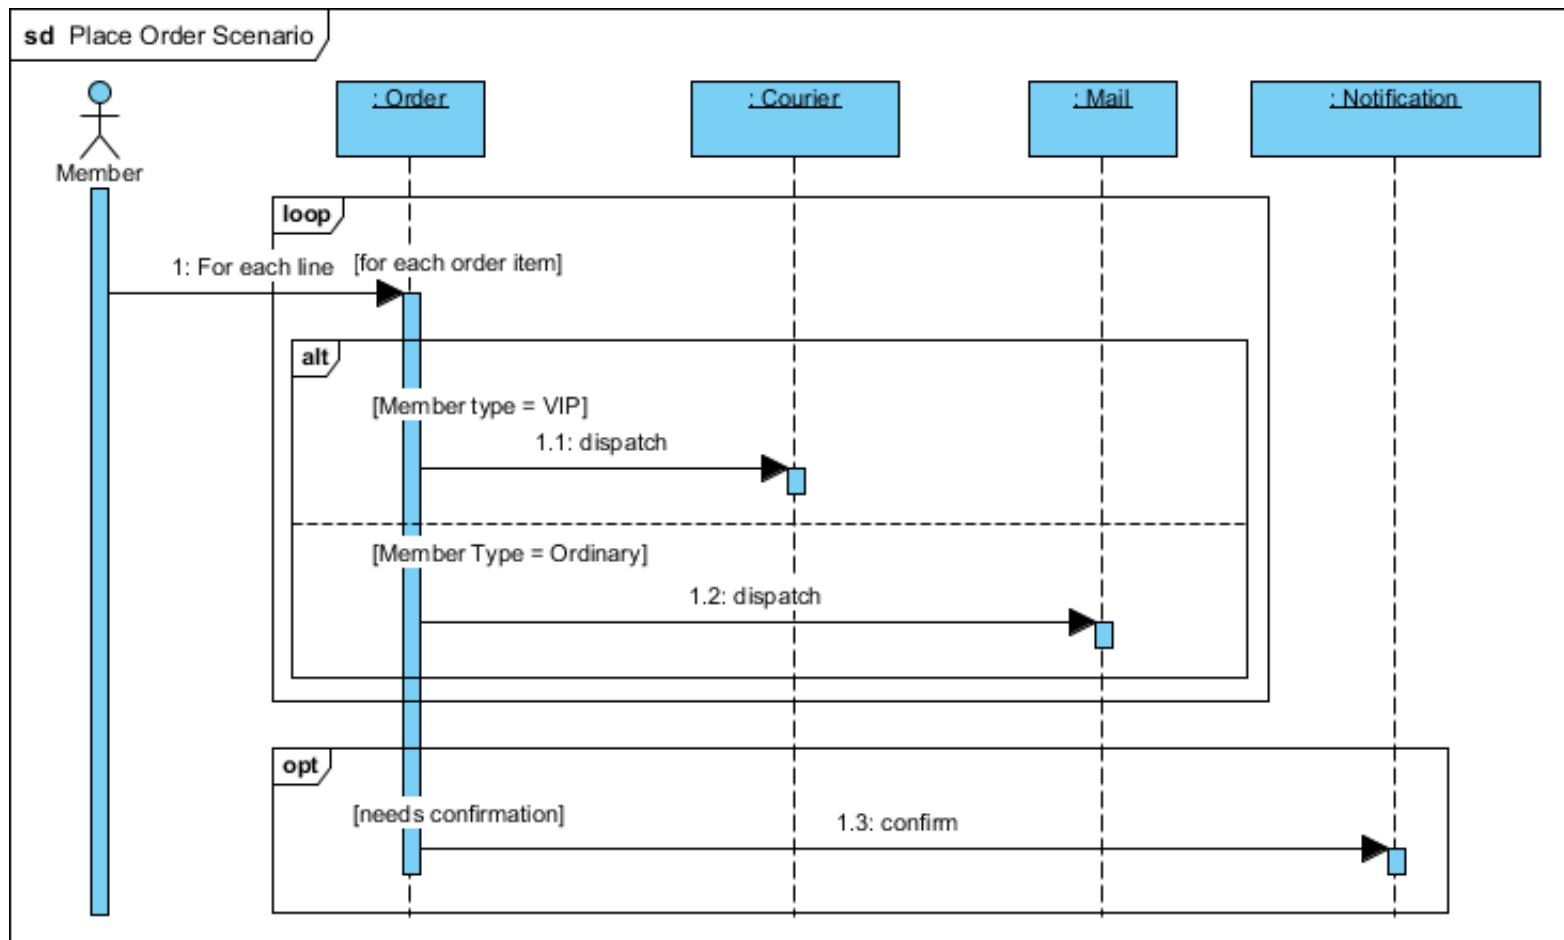 sd Place Order Scenario
Member
: Order
: Courier
: Mail
: Notification
loop
1: For each line
[for each order item]
alt
[Member type = VIP]
1.1: dispatch
[Member Type = Ordinary]
1.2: dispatch
opt
[needs confirmation]
1.3: confirm